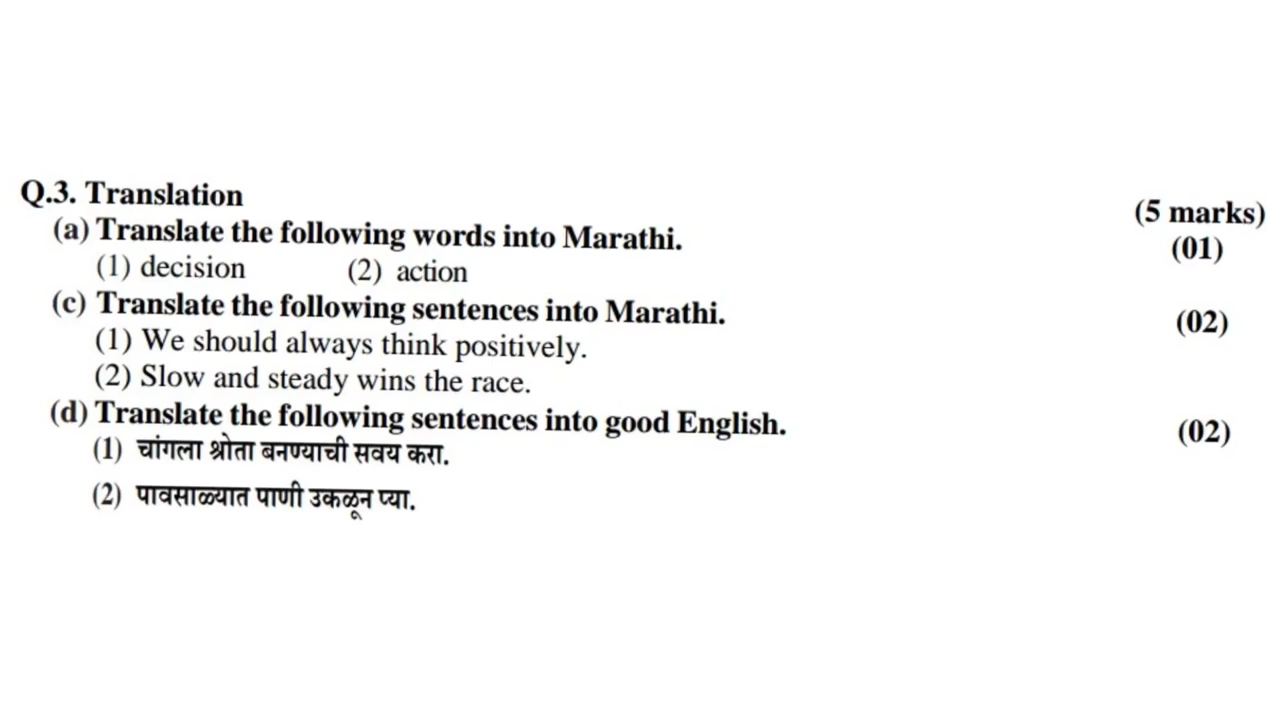 Q.3. Translation (5 marks)
(a) Translate the following words into Marathi. (01)
(1) decision (2) action
(c) Translate the following sentences into Marathi. (02)
(1) We should always think positively.
(2) Slow and steady wins the race.
(d) Translate the following sentences into good English. (02)
(1) चांगला श्रोता बनण्याची सवय करा.
(2) पावसाळ्यात पाणी उकळून प्या.